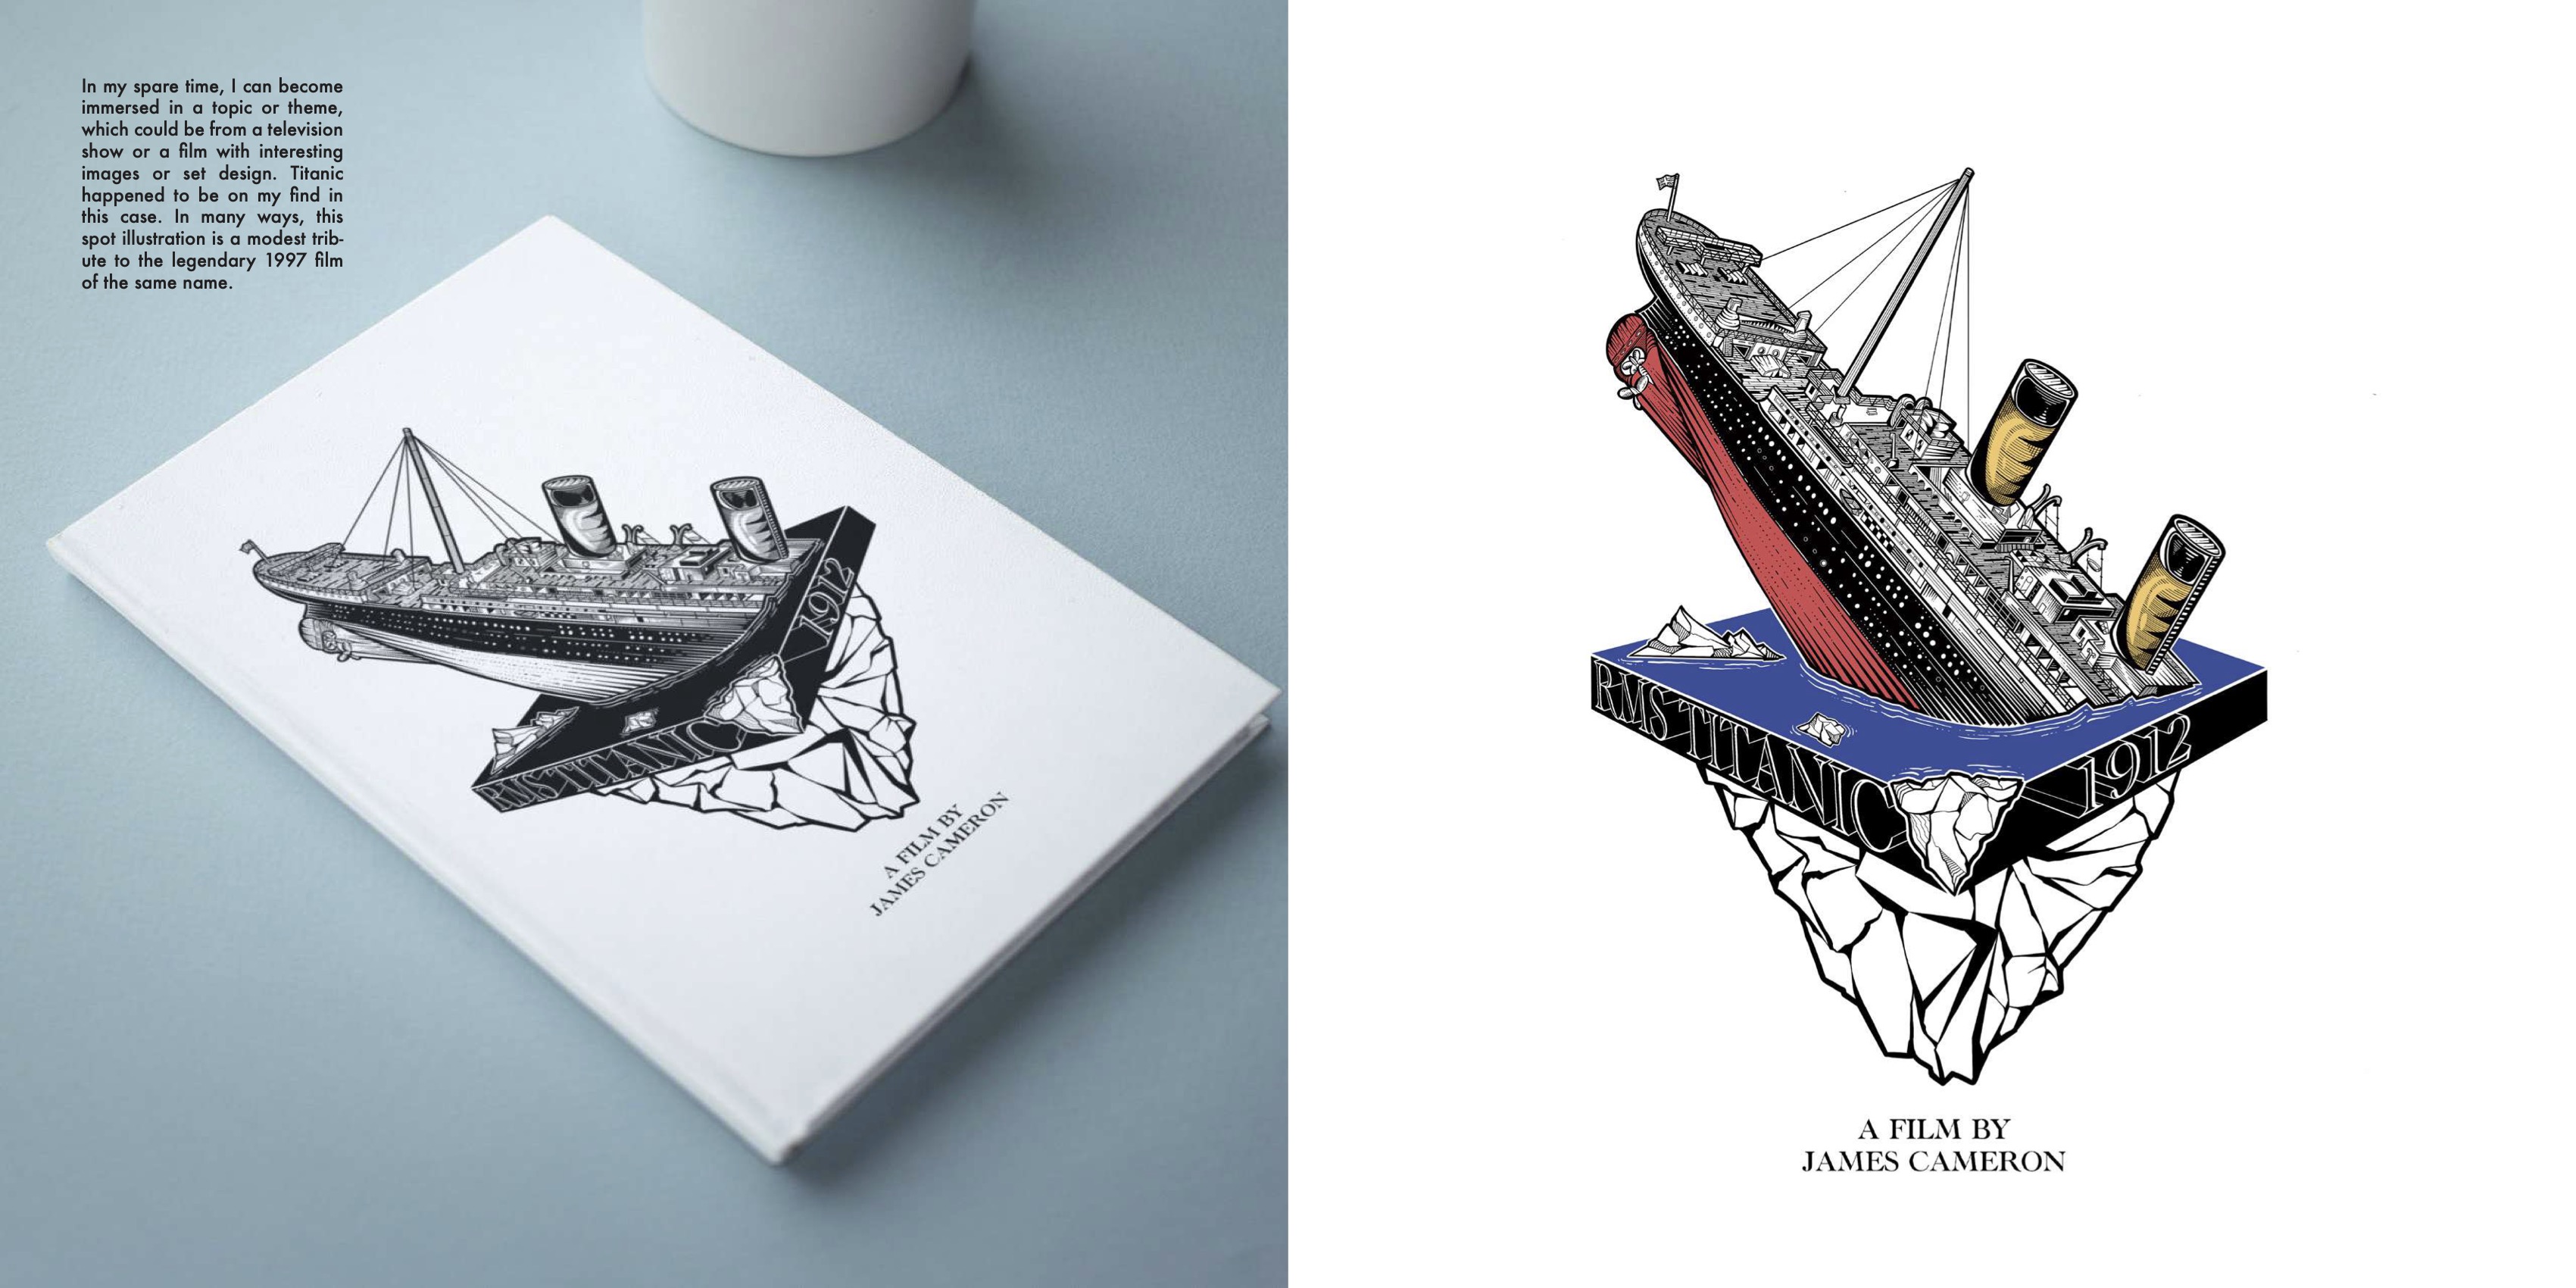 In my spare time, I can become
immersed in a topic or theme,
which could be from a television
show or a film with interesting
images or set design. Titanic
happened to be on my find in
this case. In many ways, this
spot illustration is a modest trib-
ute to the legendary 1997 film
of the same name.
RMS TITANIC
1912
A FILM BY
JAMES CAMERON
RMS TITANIC
1912
A FILM BY
JAMES CAMERON